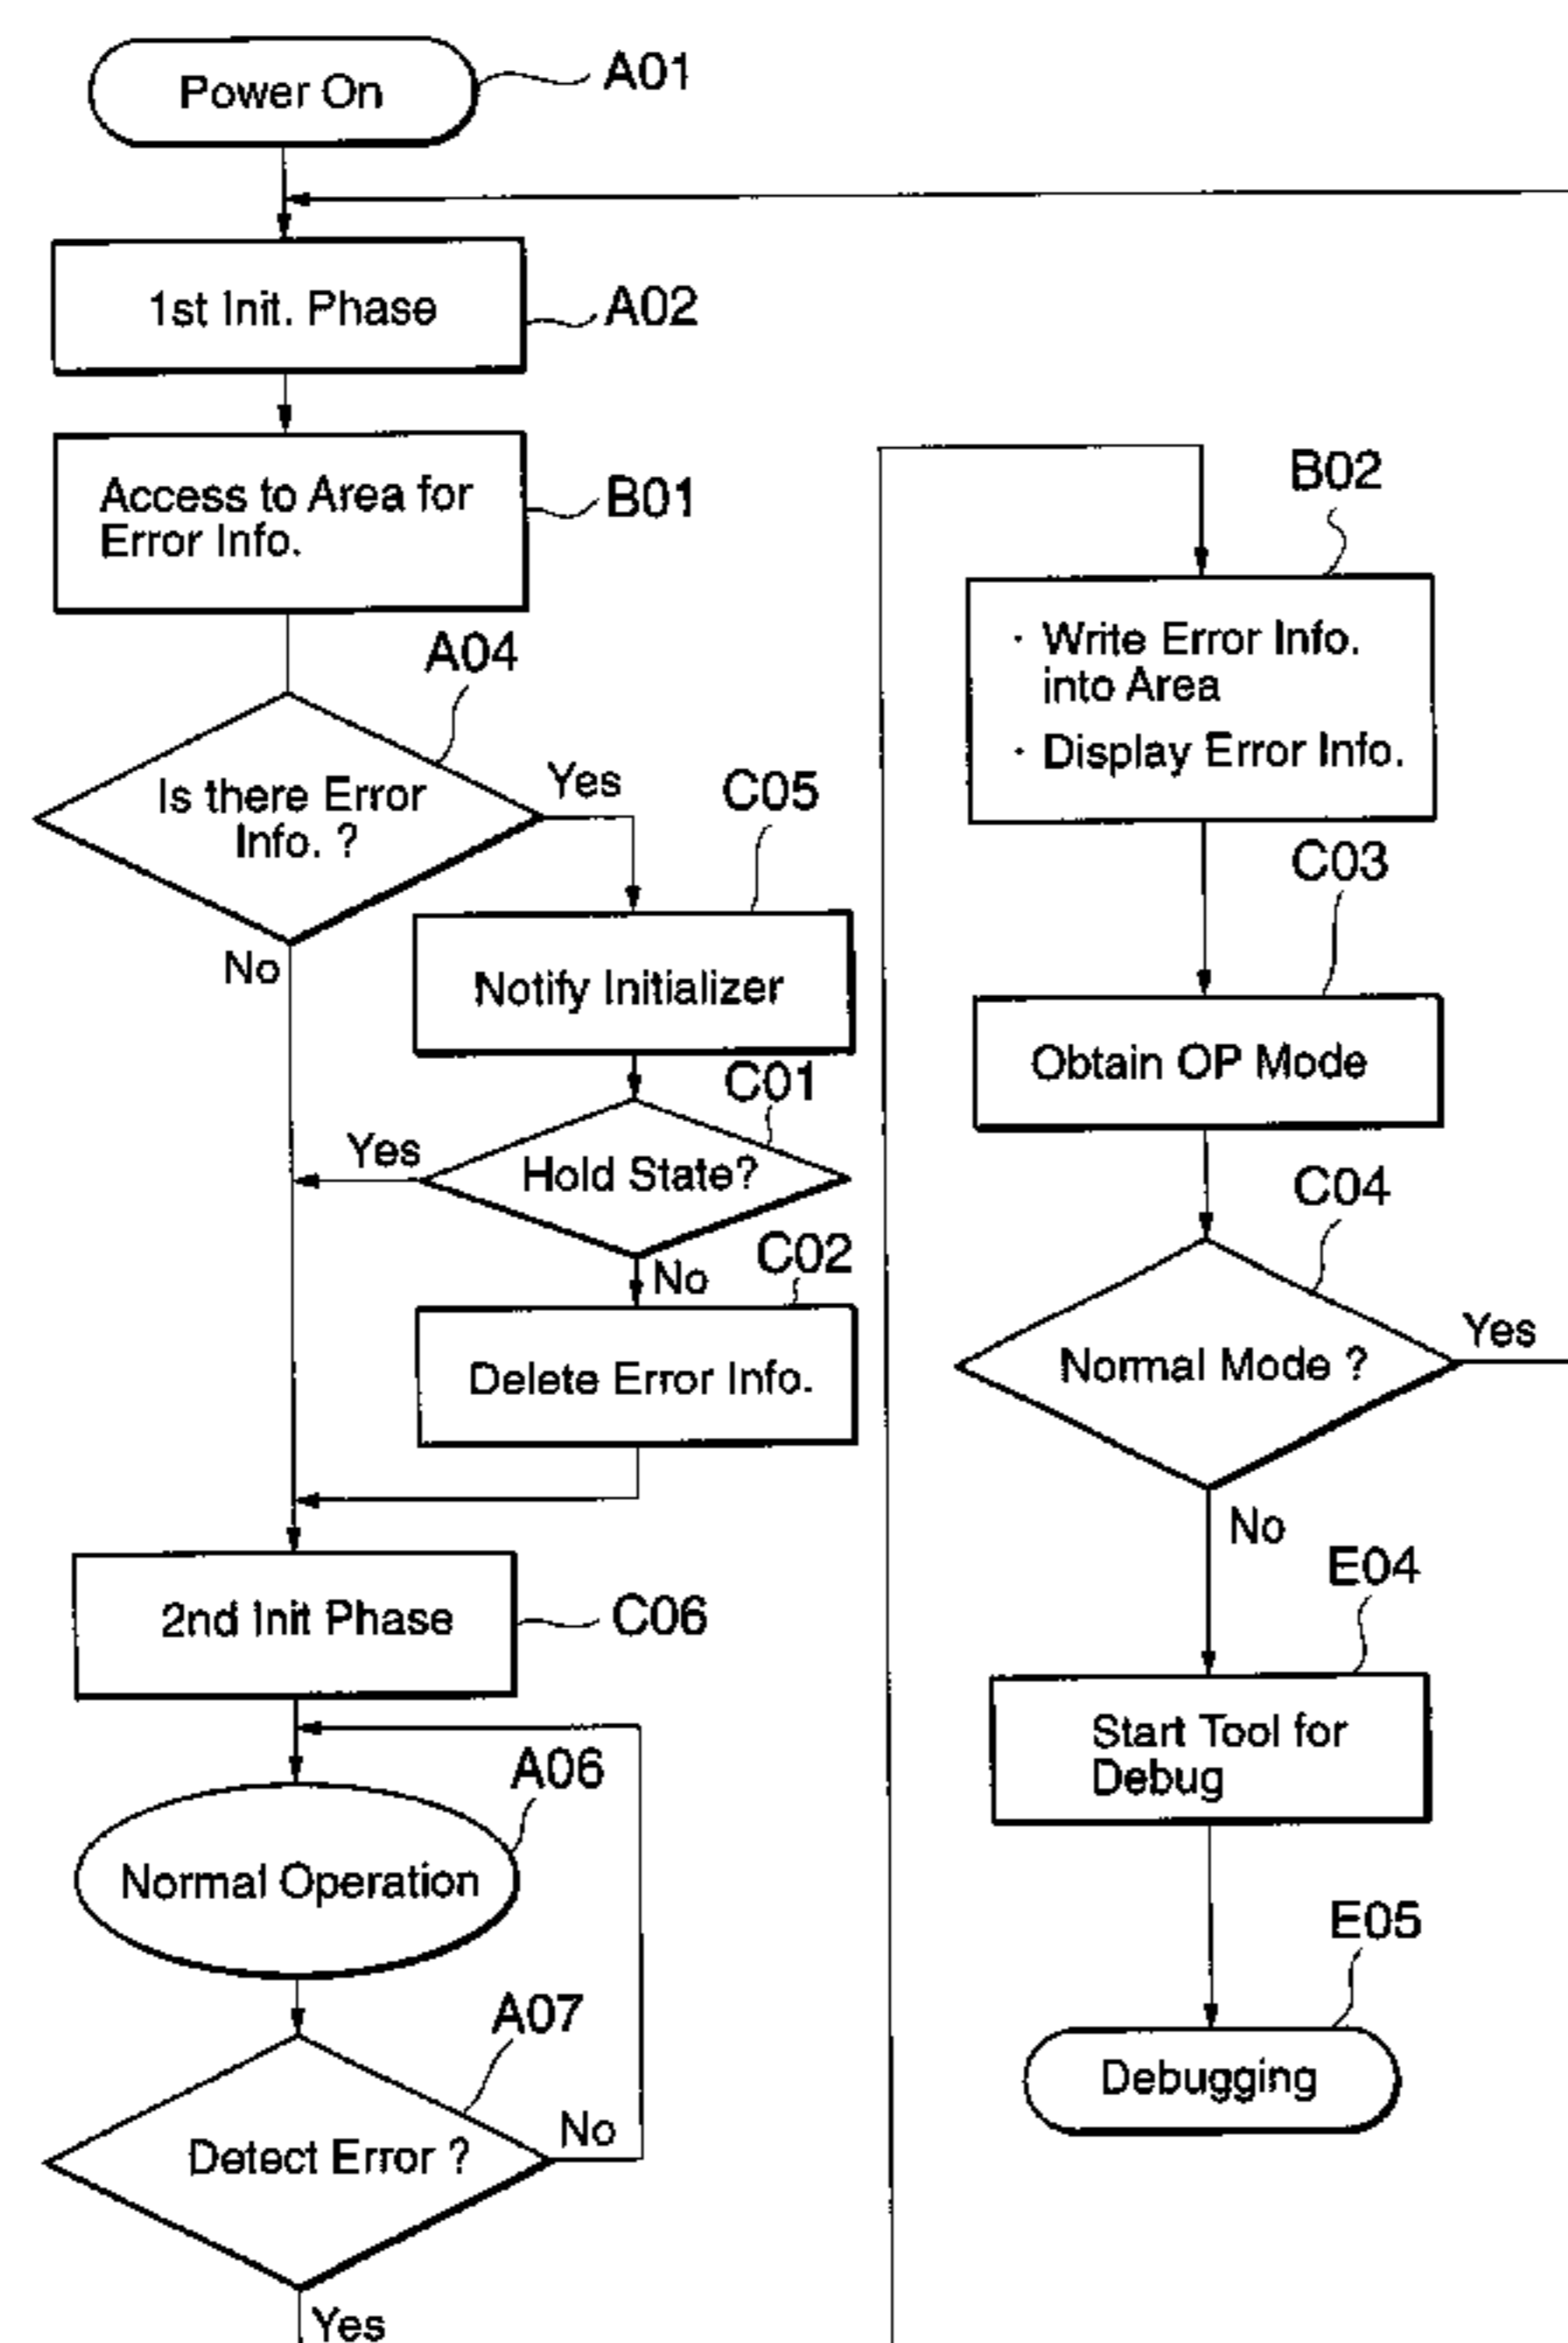 Power On
A01
1st Init. Phase
A02
Access to Area for
Error Info.
B01
A04
Is there Error
Info. ?
Yes
No
C05
Notify Initializer
C01
Hold State?
Yes
No
C02
Delete Error Info.
2nd Init Phase
C06
A06
Normal Operation
A07
Detect Error ?
No
Yes
B02
· Write Error Info.
into Area
· Display Error Info.
C03
Obtain OP Mode
C04
Normal Mode ?
Yes
No
E04
Start Tool for
Debug
E05
Debugging